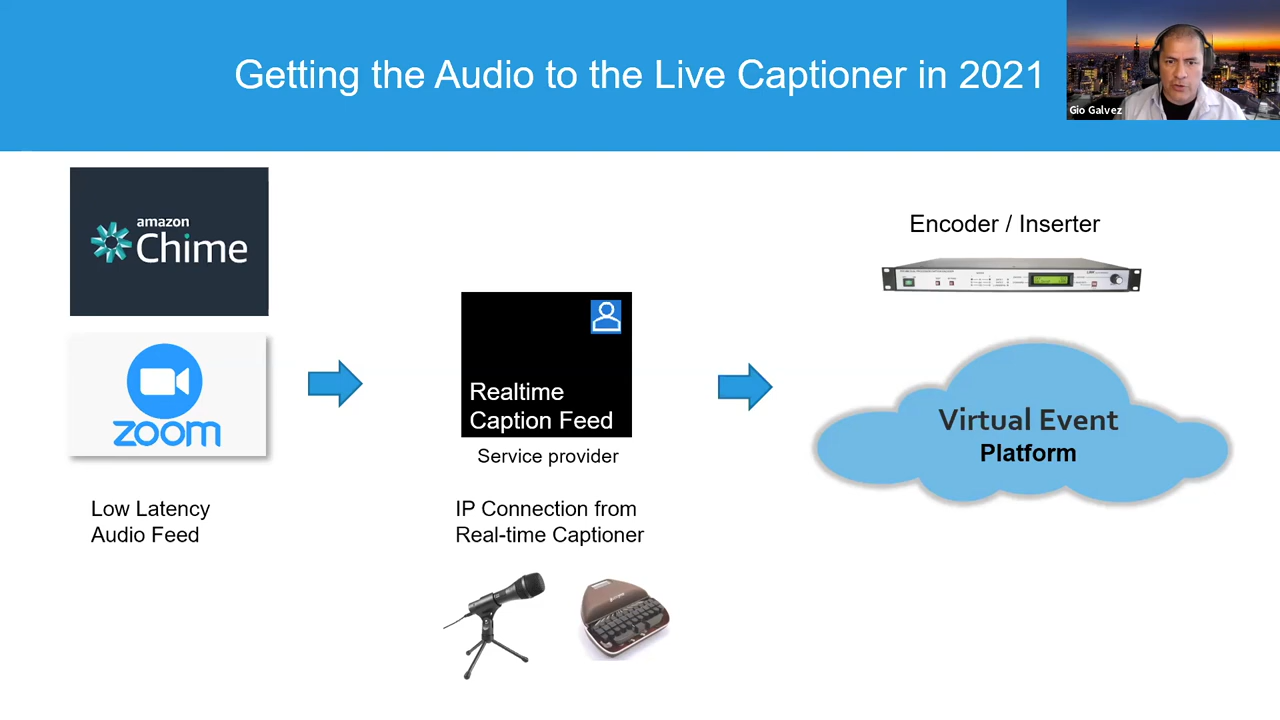 Getting the Audio to the Live Captioner in 2021
Gio Galvez
amazon
Chime
zoom
Low Latency
Audio Feed
Realtime
Caption Feed
Service provider
IP Connection from
Real-time Captioner
Encoder / Inserter
Virtual Event
Platform